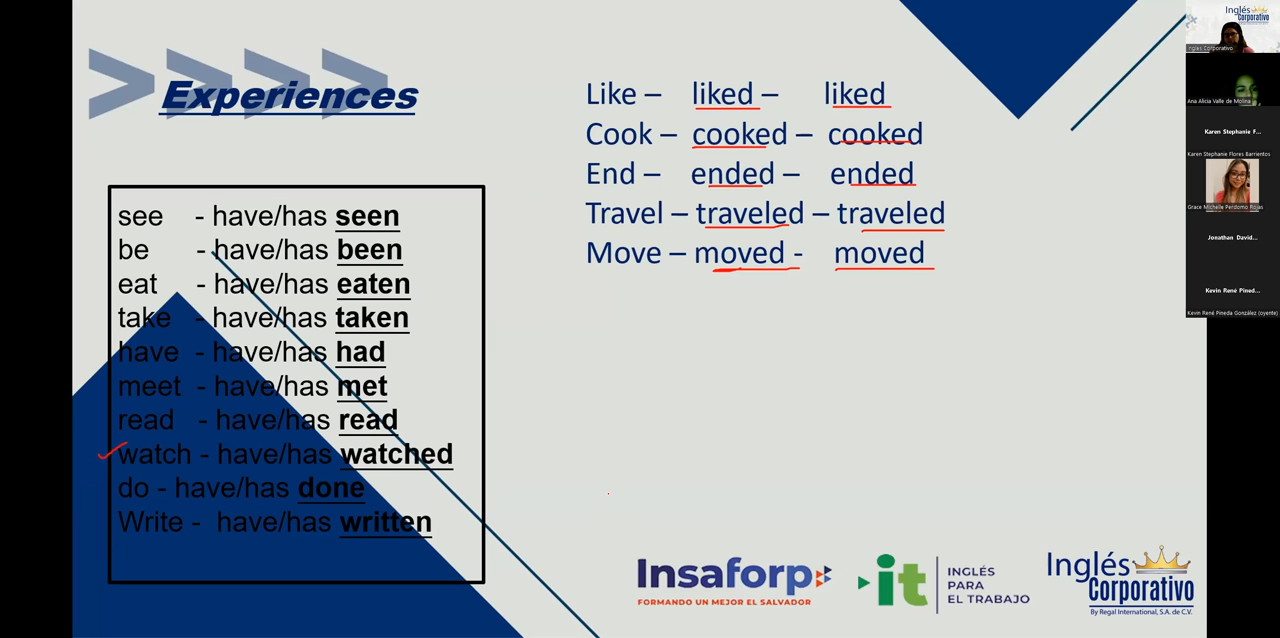 Experiences
see - have/has seen
be - have/has been
eat - have/has eaten
take - have/has taken
have - have/has had
meet - have/has met
read - have/has read
watch - have/has watched
do - have/has done
Write - have/has written
Like – liked – liked
Cook – cooked – cooked
End – ended – ended
Travel – traveled – traveled
Move – moved - moved
Insaforp
FORMANDO UN MEJOR EL SALVADOR
it
INGLÉS
PARA
EL TRABAJO
Inglés
Corporativo
By Regal International, S.A. de C.V.
Inglés
Corporativo
Ingles Corporativo
Ana Alicia Valle de Molina
Karen Stephanie F...
Karen Stephanie Flores Barrientos
Grace Michelle Perdomo Rojas
Jonathan David...
Kevin René Pined...
Kevin René Pineda González (oyente)